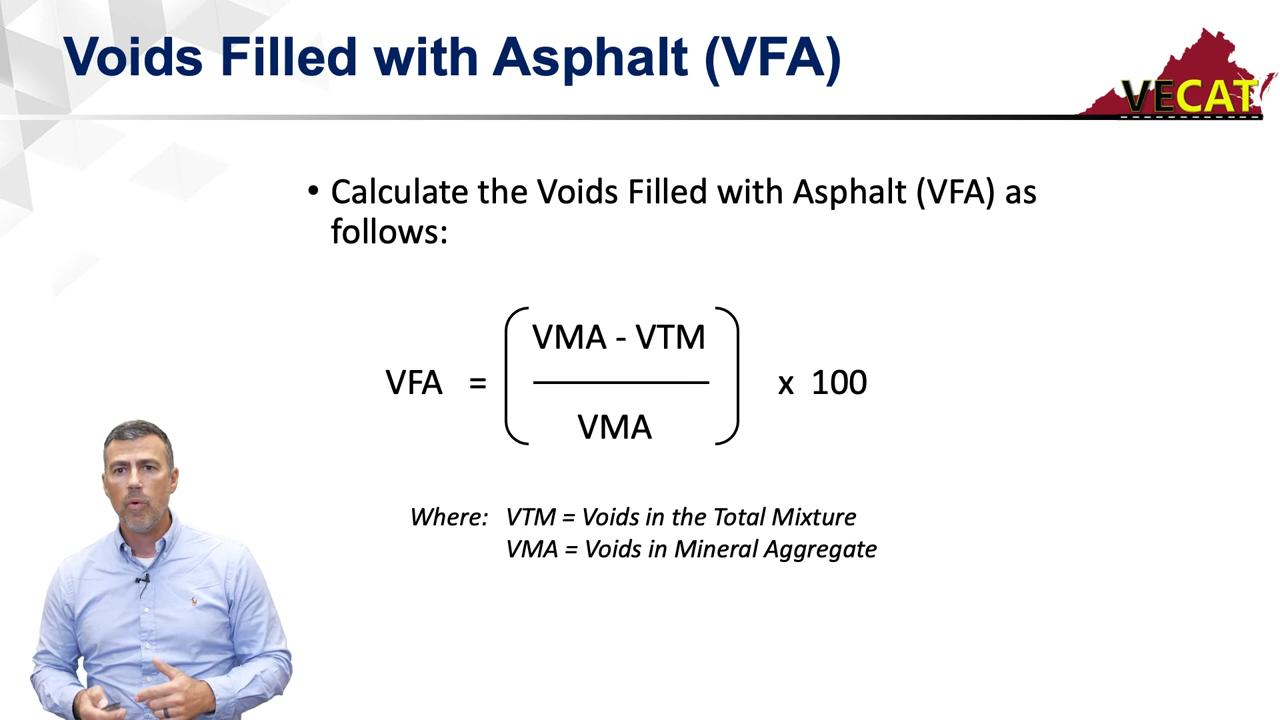 Voids Filled with Asphalt (VFA)
VECAT
• Calculate the Voids Filled with Asphalt (VFA) as
follows:
VMA - VTM
VFA = x 100
VMA
Where: VTM = Voids in the Total Mixture
VMA = Voids in Mineral Aggregate